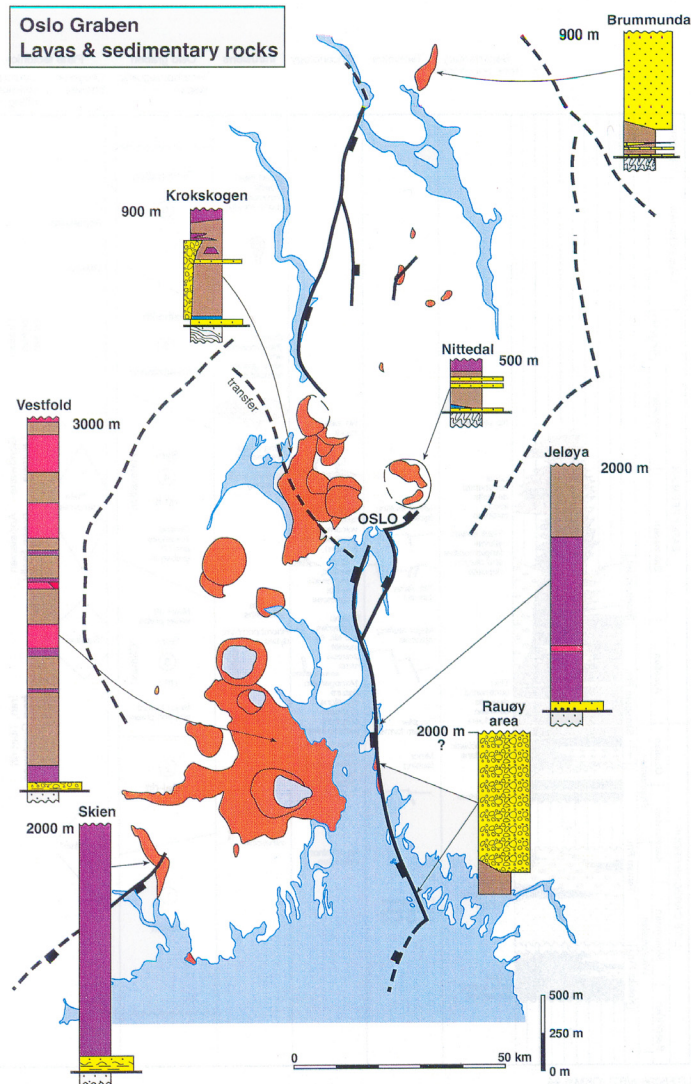 Oslo Graben
Lavas & sedimentary rocks
Brummunda
900 m
Krokskogen
900 m
Nittedal
500 m
transfer
Vestfold
3000 m
Jeløya
2000 m
OSLO
Rauøy
area
2000 m
?
Skien
2000 m
500 m
250 m
0 m
0
50 km